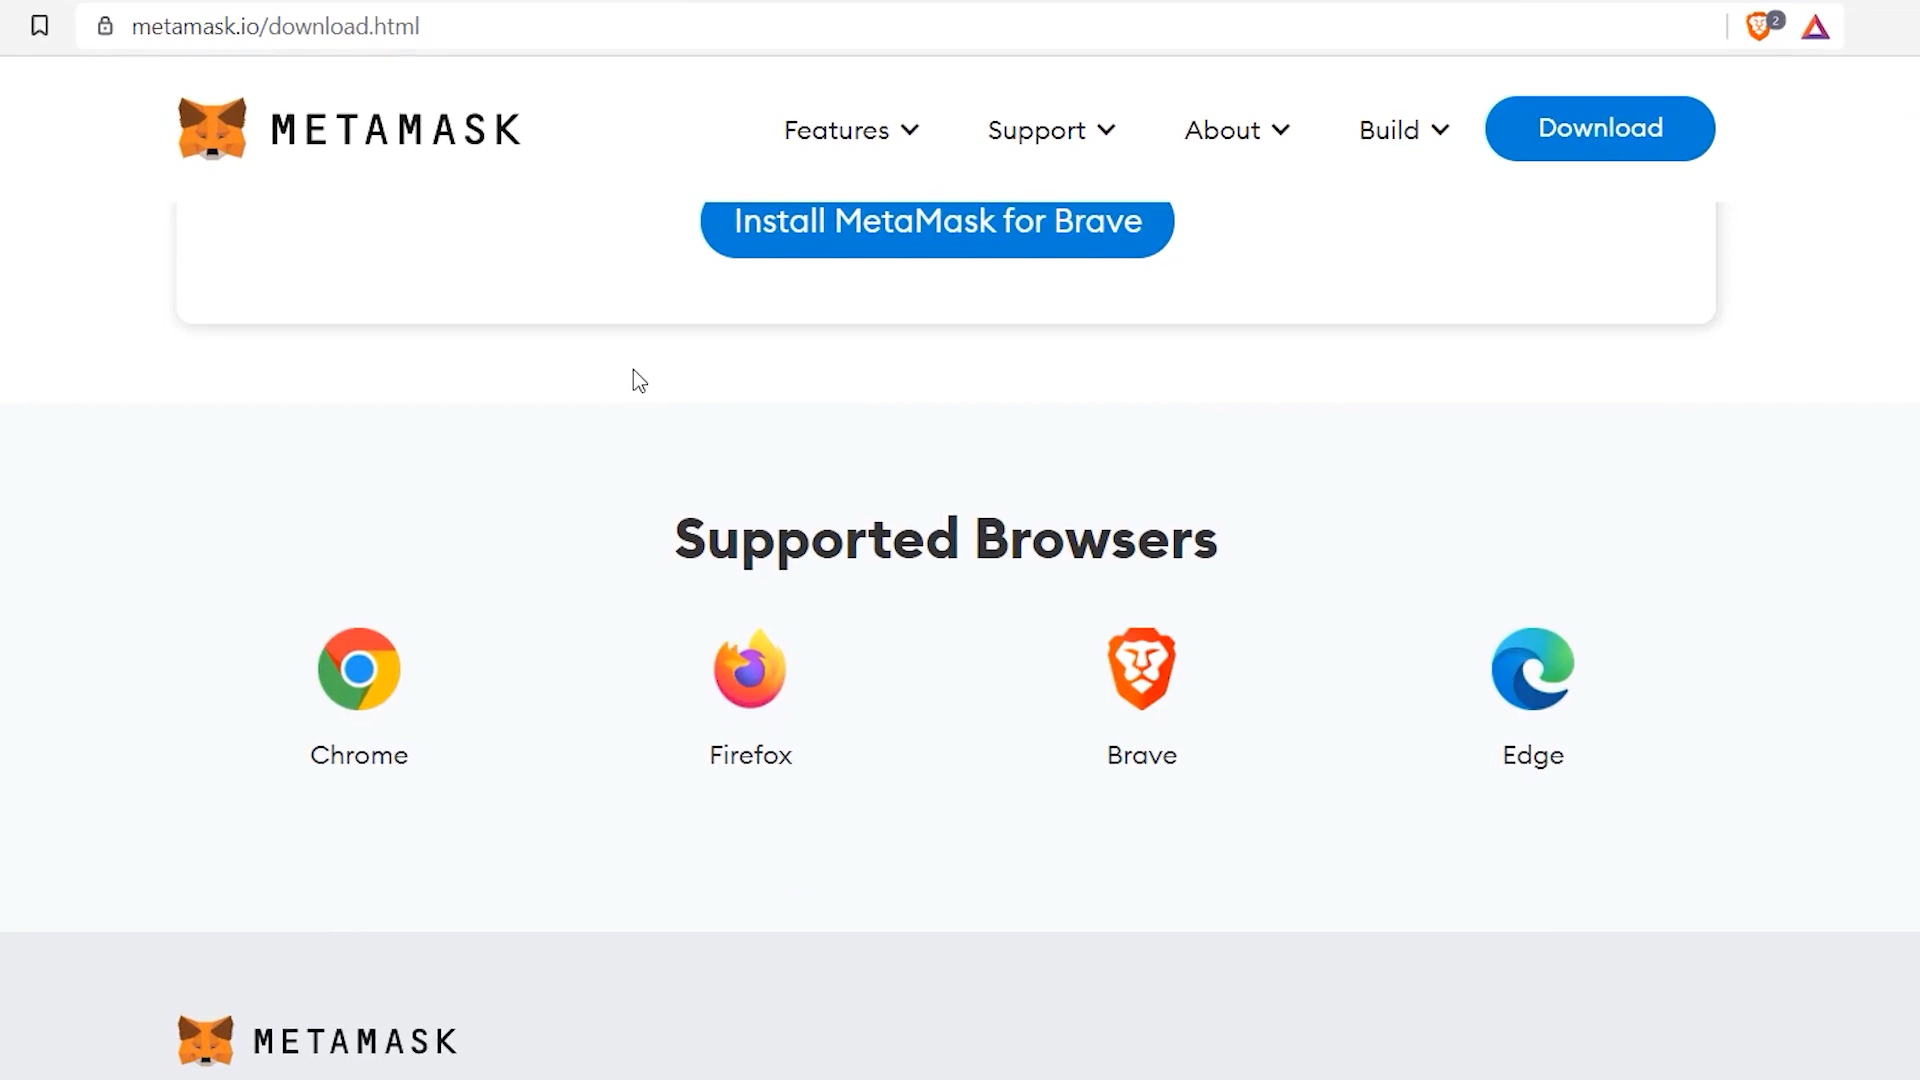 metamask.io/download.html
2
METAMASK
Features
Support
About
Build
Download
Install MetaMask for Brave
Supported Browsers
Chrome
Firefox
Brave
Edge
METAMASK